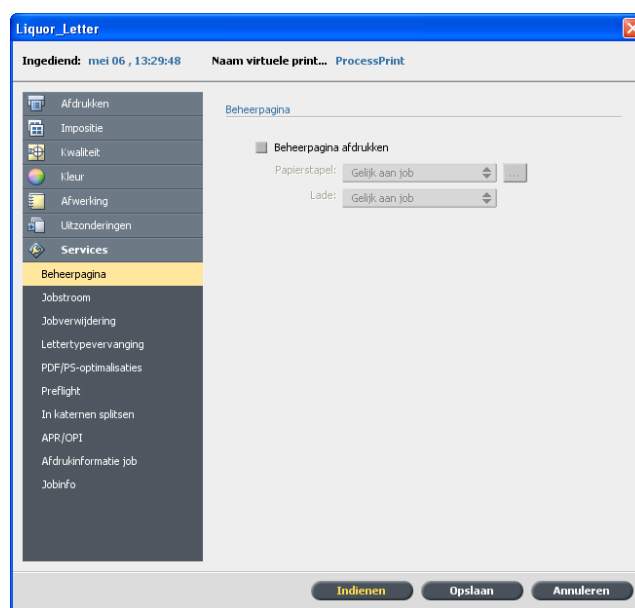 Liquor_Letter
Ingediend: mei 06 , 13:29:48 Naam virtuele print... ProcessPrint
Afdrukken
Impositie
Kwaliteit
Kleur
Afwerking
Uitzonderingen
Services
Beheerpagina
Jobstroom
Jobverwijdering
Lettertypevervanging
PDF/PS-optimalisaties
Preflight
In katernen splitsen
APR/OPI
Afdrukinformatie job
Jobinfo
Beheerpagina
Beheerpagina afdrukken
Papierstapel: Gelijk aan job ...
Lade: Gelijk aan job
Indienen Opslaan Annuleren